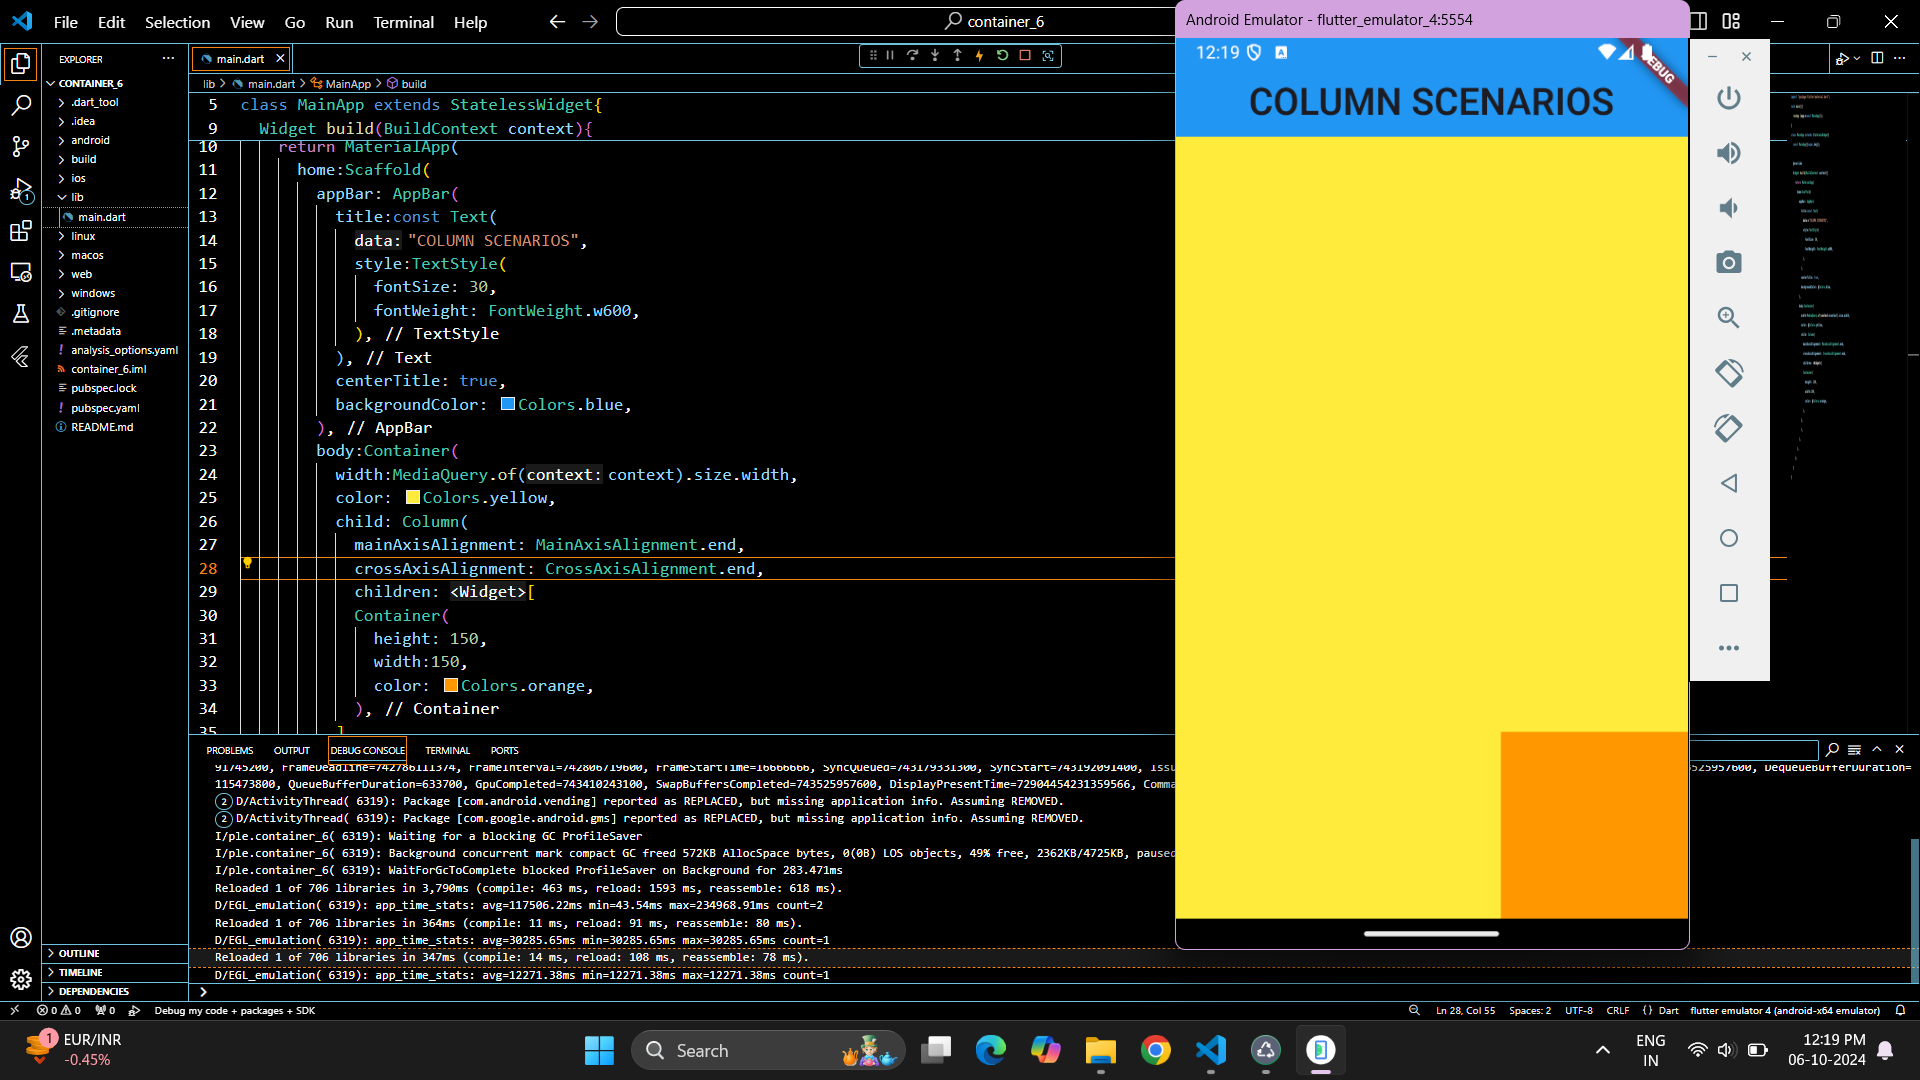 File Edit Selection View Go Run Terminal Help
container_6
Android Emulator - flutter_emulator_4:5554
EXPLORER
CONTAINER_6
.dart_tool
.idea
android
build
ios
lib
main.dart
linux
macos
web
windows
.gitignore
.metadata
analysis_options.yaml
container_6.iml
pubspec.lock
pubspec.yaml
README.md
OUTLINE
TIMELINE
DEPENDENCIES
1
main.dart
lib > main.dart > MainApp > build
5 class MainApp extends StatelessWidget{
9 Widget build(BuildContext context){
10 return MaterialApp(
11 home:Scaffold(
12 appBar: AppBar(
13 title:const Text(
14 data: "COLUMN SCENARIOS",
15 style:TextStyle(
16 fontSize: 30,
17 fontWeight: FontWeight.w600,
18 ), // TextStyle
19 ), // Text
20 centerTitle: true,
21 backgroundColor: Colors.blue,
22 ), // AppBar
23 body:Container(
24 width:MediaQuery.of(context: context).size.width,
25 color: Colors.yellow,
26 child: Column(
27 mainAxisAlignment: MainAxisAlignment.end,
28 crossAxisAlignment: CrossAxisAlignment.end,
29 children: <Widget>[
30 Container(
31 height: 150,
32 width:150,
33 color: Colors.orange,
34 ), // Container
35 ]
12:19
DEBUG
COLUMN SCENARIOS
PROBLEMS OUTPUT DEBUG CONSOLE TERMINAL PORTS
91745200, FrameDeadline=742786111374, FrameInterval=742806719600, FrameStartTime=16666666, SyncQueued=743179331300, SyncStart=743192091400, Issu
3525957600, DequeueBufferDuration=
115473800, QueueBufferDuration=633700, GpuCompleted=743410243100, SwapBuffersCompleted=743525957600, DisplayPresentTime=72904454231359566, Comma
2 D/ActivityThread( 6319): Package [com.android.vending] reported as REPLACED, but missing application info. Assuming REMOVED.
2 D/ActivityThread( 6319): Package [com.google.android.gms] reported as REPLACED, but missing application info. Assuming REMOVED.
I/ple.container_6( 6319): Waiting for a blocking GC ProfileSaver
I/ple.container_6( 6319): Background concurrent mark compact GC freed 572KB AllocSpace bytes, 0(0B) LOS objects, 49% free, 2362KB/4725KB, paused
I/ple.container_6( 6319): WaitForGcToComplete blocked ProfileSaver on Background for 283.471ms
Reloaded 1 of 706 libraries in 3,790ms (compile: 463 ms, reload: 1593 ms, reassemble: 618 ms).
D/EGL_emulation( 6319): app_time_stats: avg=117506.22ms min=43.54ms max=234968.91ms count=2
Reloaded 1 of 706 libraries in 364ms (compile: 11 ms, reload: 91 ms, reassemble: 80 ms).
D/EGL_emulation( 6319): app_time_stats: avg=30285.65ms min=30285.65ms max=30285.65ms count=1
Reloaded 1 of 706 libraries in 347ms (compile: 14 ms, reload: 108 ms, reassemble: 78 ms).
D/EGL_emulation( 6319): app_time_stats: avg=12271.38ms min=12271.38ms max=12271.38ms count=1
0 0 0 Debug my code + packages + SDK
Ln 28, Col 55 Spaces: 2 UTF-8 CRLF {} Dart flutter emulator 4 (android-x64 emulator)
1
EUR/INR
-0.45%
Search
ENG
IN
12:19 PM
06-10-2024